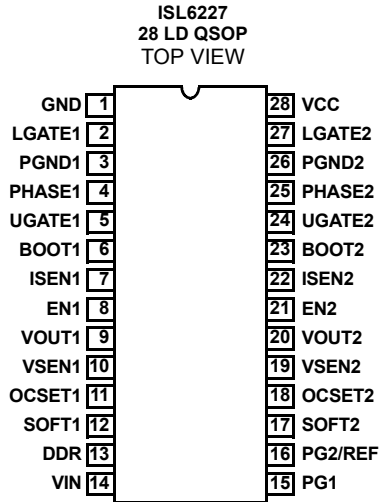 ISL6227
28 LD QSOP
TOP VIEW
GND 1 28 VCC
LGATE1 2 27 LGATE2
PGND1 3 26 PGND2
PHASE1 4 25 PHASE2
UGATE1 5 24 UGATE2
BOOT1 6 23 BOOT2
ISEN1 7 22 ISEN2
EN1 8 21 EN2
VOUT1 9 20 VOUT2
VSEN1 10 19 VSEN2
OCSET1 11 18 OCSET2
SOFT1 12 17 SOFT2
DDR 13 16 PG2/REF
VIN 14 15 PG1